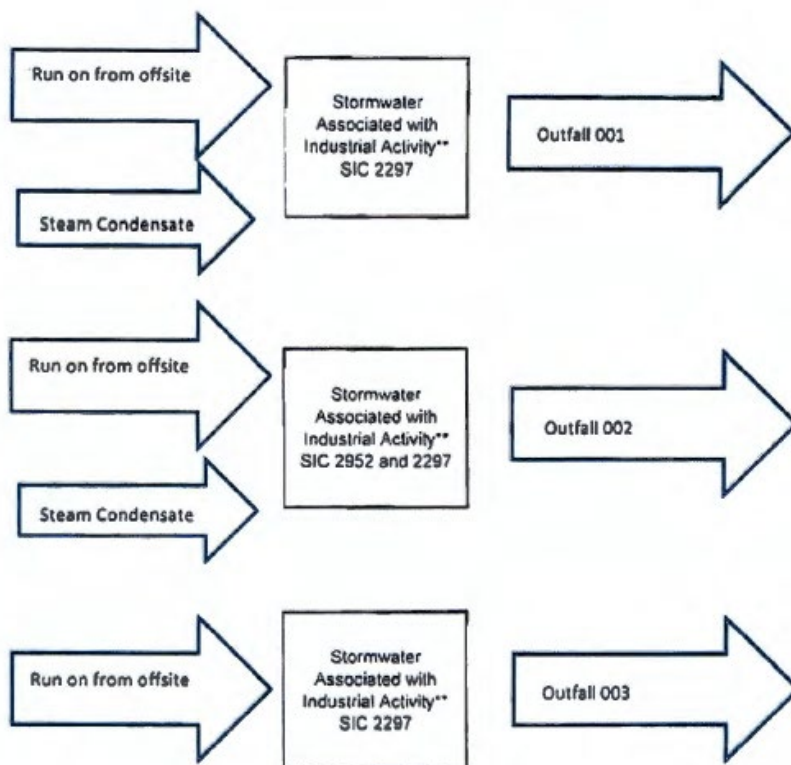 Run on from offsite
Stormwater
Associated with
Industrial Activity**
SIC 2297
Outfall 001
Steam Condensate
Run on from offsite
Stormwater
Associated with
Industrial Activity**
SIC 2952 and 2297
Outfall 002
Steam Condensate
Run on from offsite
Stormwater
Associated with
Industrial Activity**
SIC 2297
Outfall 003